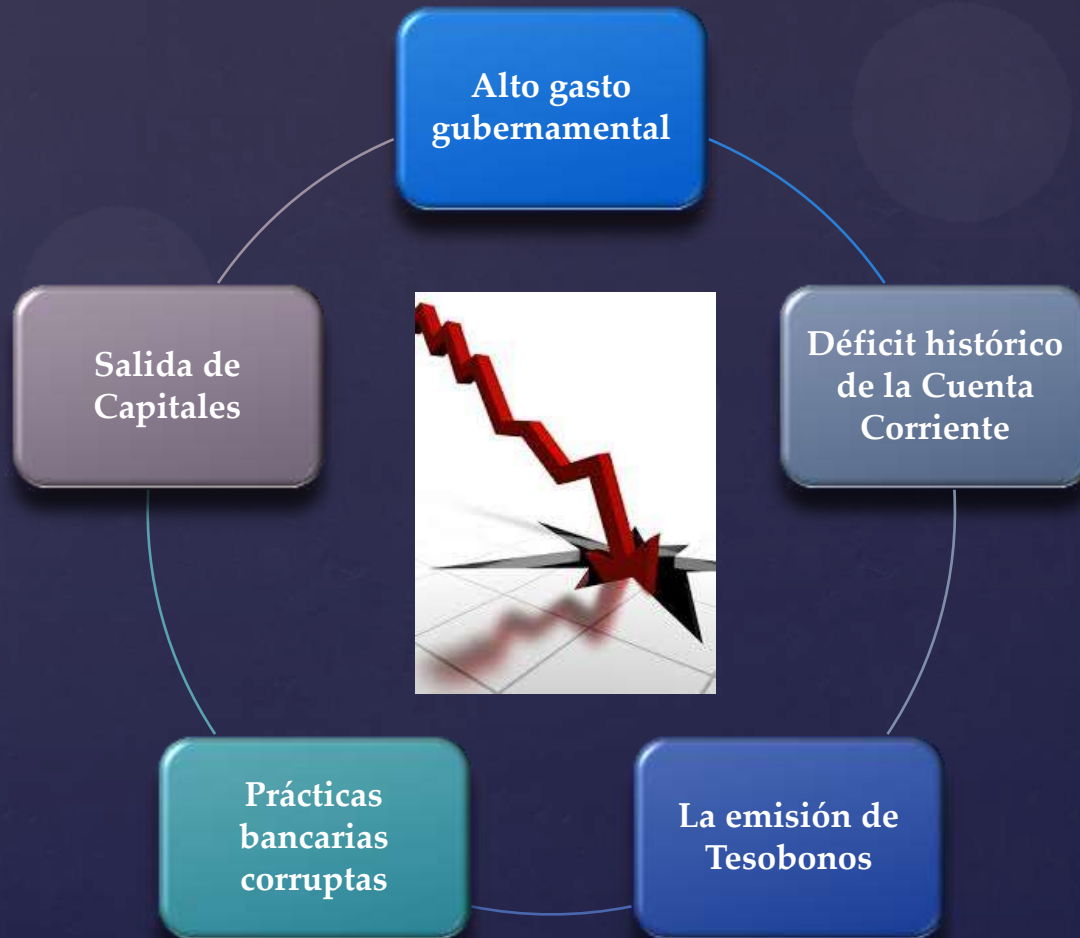 Alto gasto
gubernamental
Déficit histórico
de la Cuenta
Corriente
La emisión de
Tesobonos
Prácticas
bancarias
corruptas
Salida de
Capitales